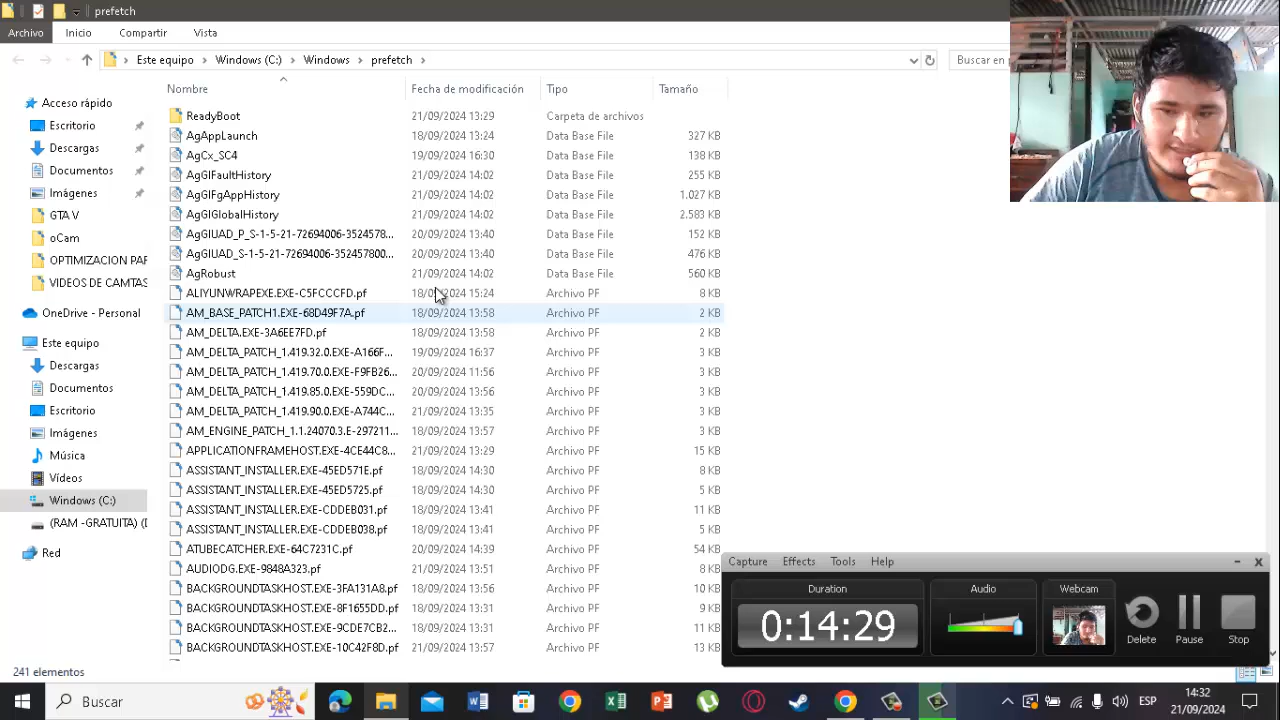 prefetch
Archivo Inicio Compartir Vista
Este equipo Windows (C:) Windows prefetch
Buscar en
Nombre Fecha de modificación Tipo Tamaño
Acceso rápido
Escritorio
Descargas
Documentos
Imágenes
GTA V
oCam
OPTIMIZACION PAR
VIDEOS DE CAMTAS
OneDrive - Personal
Este equipo
Descargas
Documentos
Escritorio
Imágenes
Música
Vídeos
Windows (C:)
(RAM -GRATUITA) (
Red
ReadyBoot 21/09/2024 13:29 Carpeta de archivos
AgAppLaunch 18/09/2024 13:24 Data Base File 327 KB
AgCx_SC4 19/09/2024 16:30 Data Base File 138 KB
AgGlFaultHistory 21/09/2024 14:02 Data Base File 255 KB
AgGlFgAppHistory 21/09/2024 14:02 Data Base File 1.027 KB
AgGlGlobalHistory 21/09/2024 14:02 Data Base File 2.583 KB
AgGlUAD_P_S-1-5-21-72694006-3524578... 20/09/2024 13:40 Data Base File 152 KB
AgGlUAD_S-1-5-21-72694006-352457800... 20/09/2024 13:40 Data Base File 476 KB
AgRobust 21/09/2024 14:02 Data Base File 560 KB
ALIYUNWRAPEXE.EXE-C5FCCCFD.pf 18/09/2024 15:24 Archivo PF 8 KB
AM_BASE_PATCH1.EXE-68D49F7A.pf 18/09/2024 13:58 Archivo PF 2 KB
AM_DELTA.EXE-3A6EE7FD.pf 18/09/2024 13:58 Archivo PF 2 KB
AM_DELTA_PATCH_1.419.32.0.EXE-A166F... 19/09/2024 16:37 Archivo PF 3 KB
AM_DELTA_PATCH_1.419.70.0.EXE-F9FB26... 20/09/2024 11:56 Archivo PF 3 KB
AM_DELTA_PATCH_1.419.85.0.EXE-559DC... 20/09/2024 13:56 Archivo PF 3 KB
AM_DELTA_PATCH_1.419.90.0.EXE-A744C... 21/09/2024 13:35 Archivo PF 3 KB
AM_ENGINE_PATCH_1.1.24070.3.E-297211... 18/09/2024 13:57 Archivo PF 3 KB
APPLICATIONFRAMEHOST.EXE-4CE44C8... 21/09/2024 13:29 Archivo PF 15 KB
ASSISTANT_INSTALLER.EXE-45ED571E.pf 18/09/2024 14:30 Archivo PF 8 KB
ASSISTANT_INSTALLER.EXE-45ED5725.pf 18/09/2024 14:30 Archivo PF 5 KB
ASSISTANT_INSTALLER.EXE-CDDEB031.pf 18/09/2024 13:41 Archivo PF 11 KB
ASSISTANT_INSTALLER.EXE-CDDEB038.pf 18/09/2024 13:41 Archivo PF 5 KB
ATUBECATCHER.EXE-64C7231C.pf 20/09/2024 14:39 Archivo PF 54 KB
AUDIODG.EXE-9848A323.pf 21/09/2024 13:51 Archivo PF 8 KB
BACKGROUNDTASKHOST.EXE-3FA131A8.pf 18/09/2024 13:56 Archivo PF 10 KB
BACKGROUNDTASKHOST.EXE-8F1655DD.pf 18/09/2024 13:31 Archivo PF 9 KB
BACKGROUNDTASKHOST.EXE-9CDE7CB2... 18/09/2024 13:31 Archivo PF 11 KB
BACKGROUNDTASKHOST.EXE-10C42F8D.pf 21/09/2024 13:57 Archivo PF 13 KB
241 elementos
Capture Effects Tools Help
Duration Audio Webcam
0:14:29
Delete Pause Stop
Buscar
ESP
14:32
21/09/2024